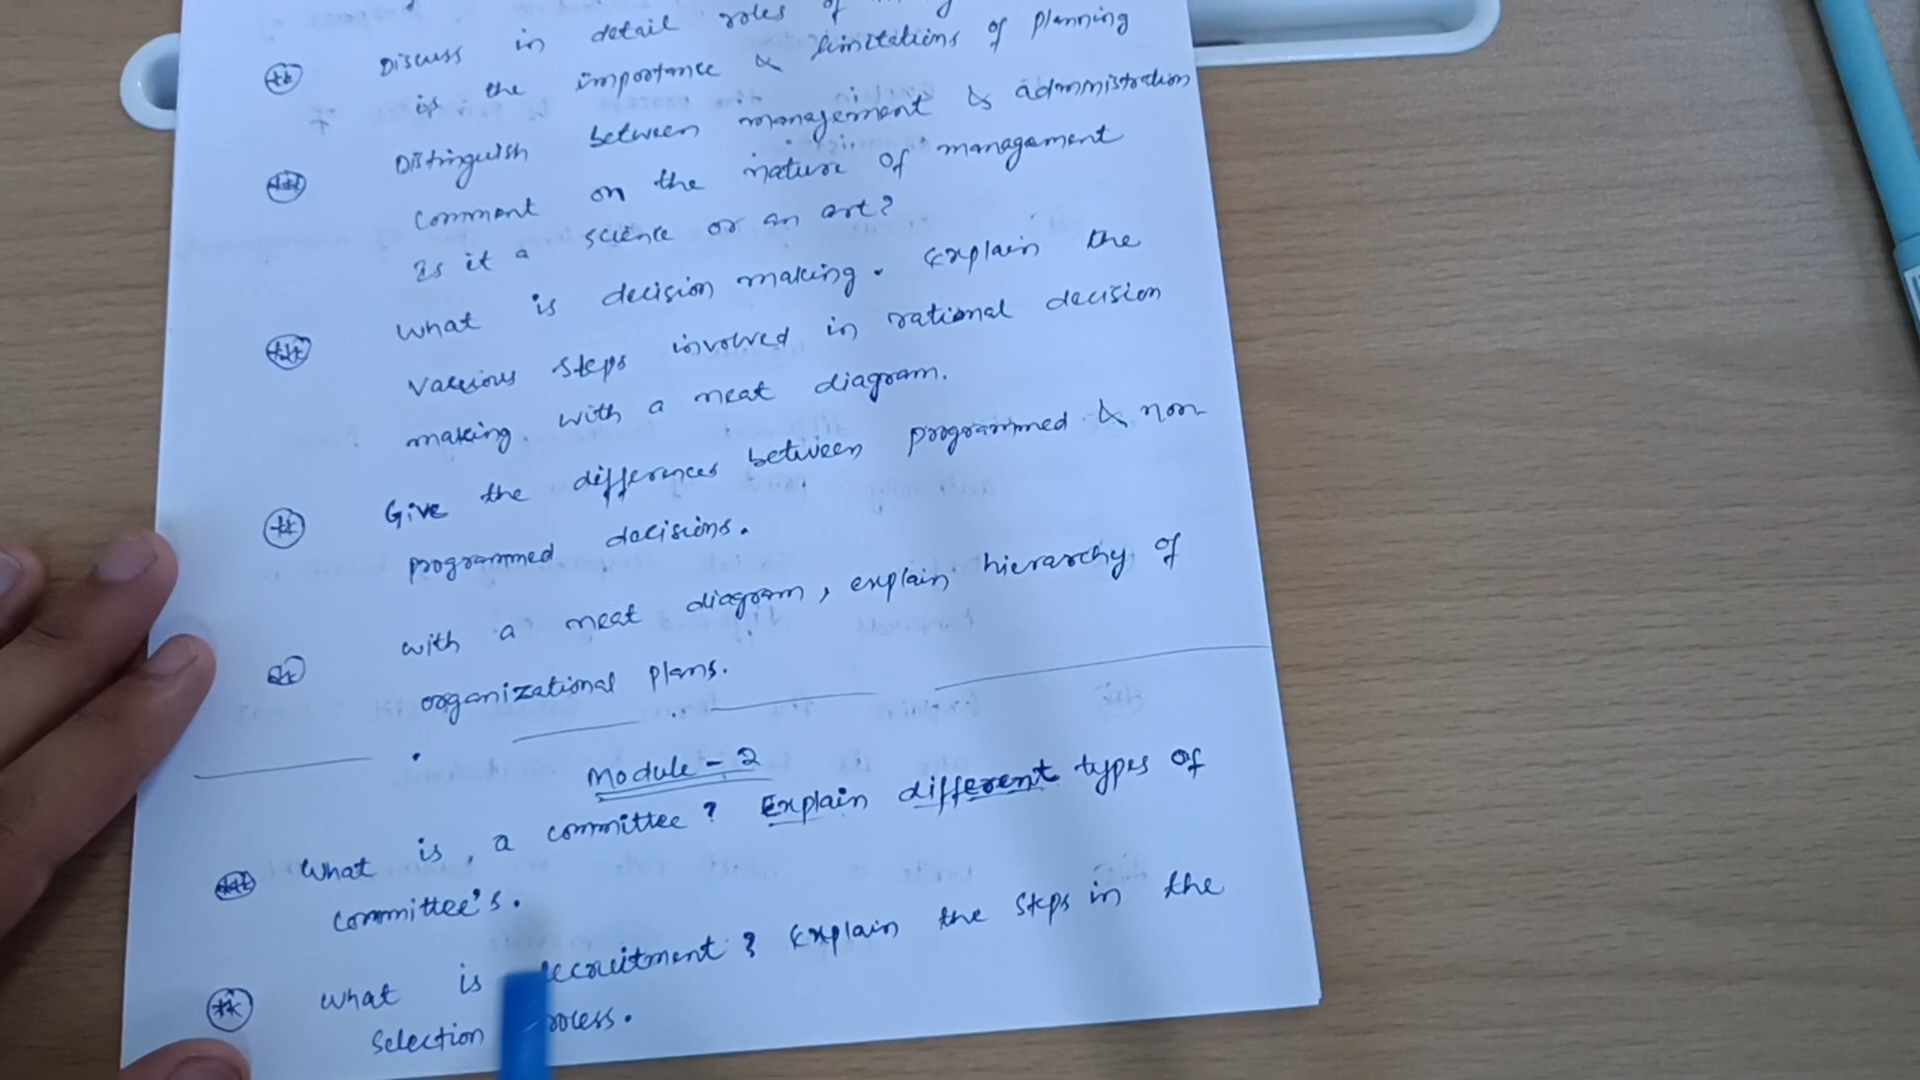 Discuss in detail roles of
is the importance & limitations of planning
Distinguish between management & administration
comment on the nature of management
Is it a science or an art?
What is decision making. Explain the
various steps involved in rational decision
making. with a neat diagram.
Give the differences between programmed & non-
programmed decisions.
with a neat diagram, explain hierarchy of
organizational plans.
Module - 2
What is a committee? Explain different types of
committee's.
What is recruitment? Explain the steps in the
selection process.